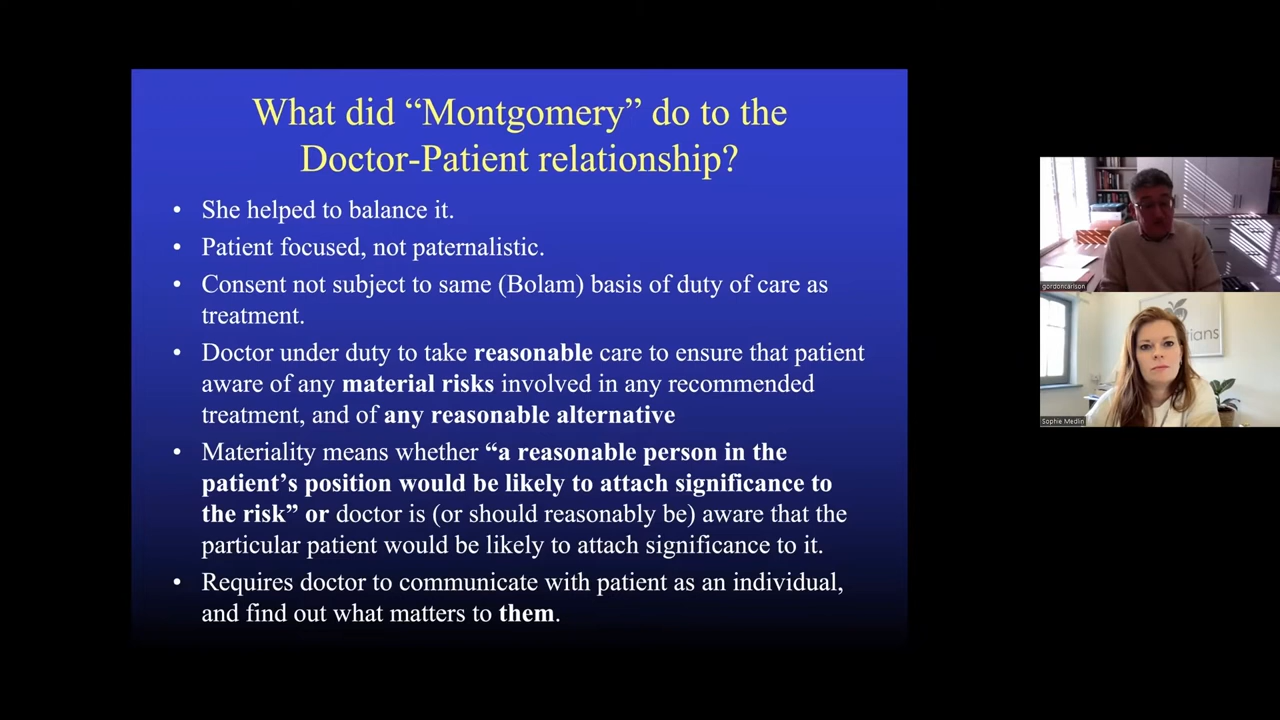 What did “Montgomery” do to the
Doctor-Patient relationship?
• She helped to balance it.
• Patient focused, not paternalistic.
• Consent not subject to same (Bolam) basis of duty of care as
treatment.
• Doctor under duty to take reasonable care to ensure that patient
aware of any material risks involved in any recommended
treatment, and of any reasonable alternative
• Materiality means whether “a reasonable person in the
patient’s position would be likely to attach significance to
the risk” or doctor is (or should reasonably be) aware that the
particular patient would be likely to attach significance to it.
• Requires doctor to communicate with patient as an individual,
and find out what matters to them.
gordoncarlson
Sophie Medlin